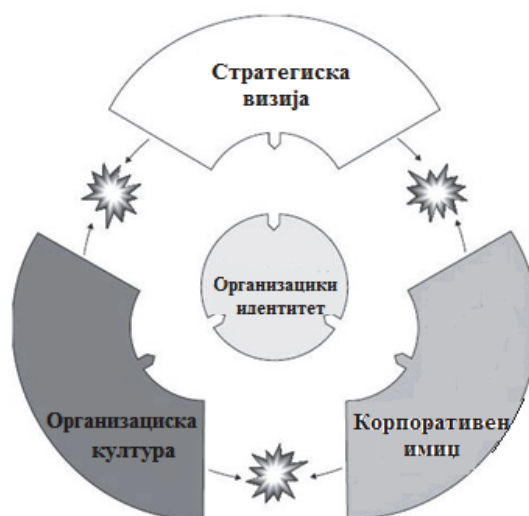 Стратегиска
визија
Организацики
идентитет
Организациска
култура
Корпоративен
имиџ